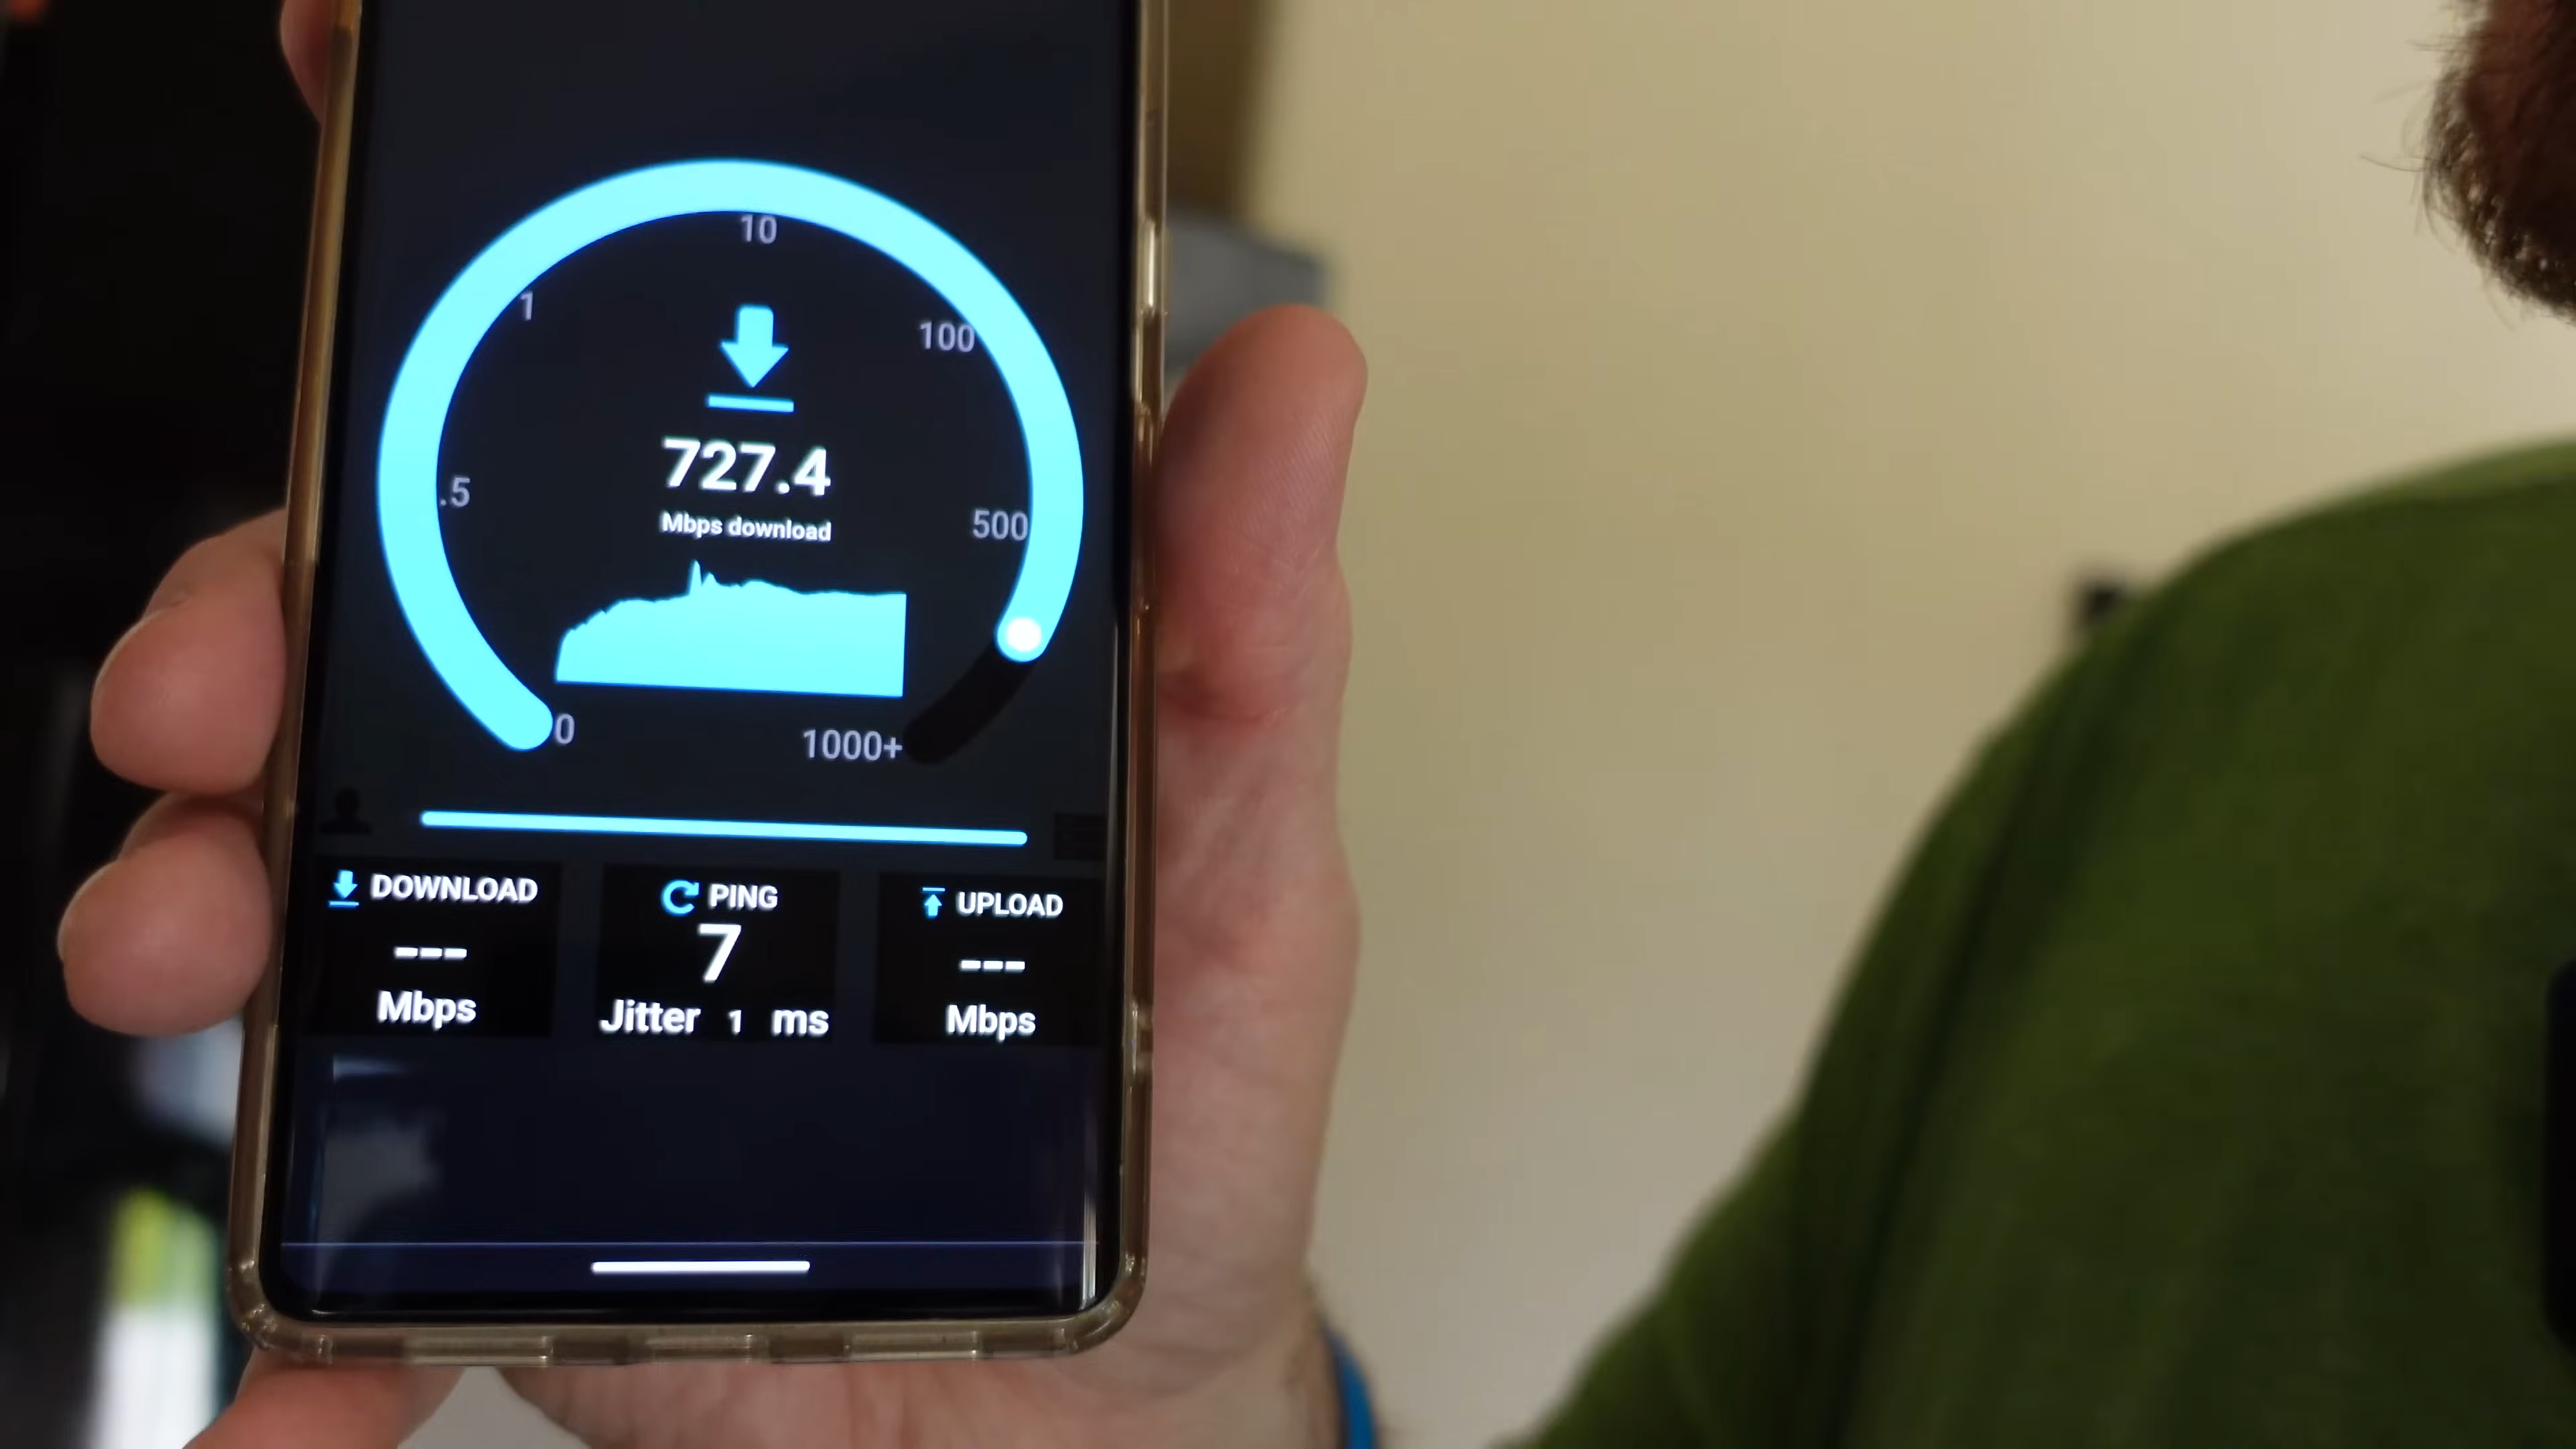 10
1
100
727.4
.5
500
Mbps download
0
1000+
DOWNLOAD
---
Mbps
PING
7
Jitter 1 ms
UPLOAD
---
Mbps